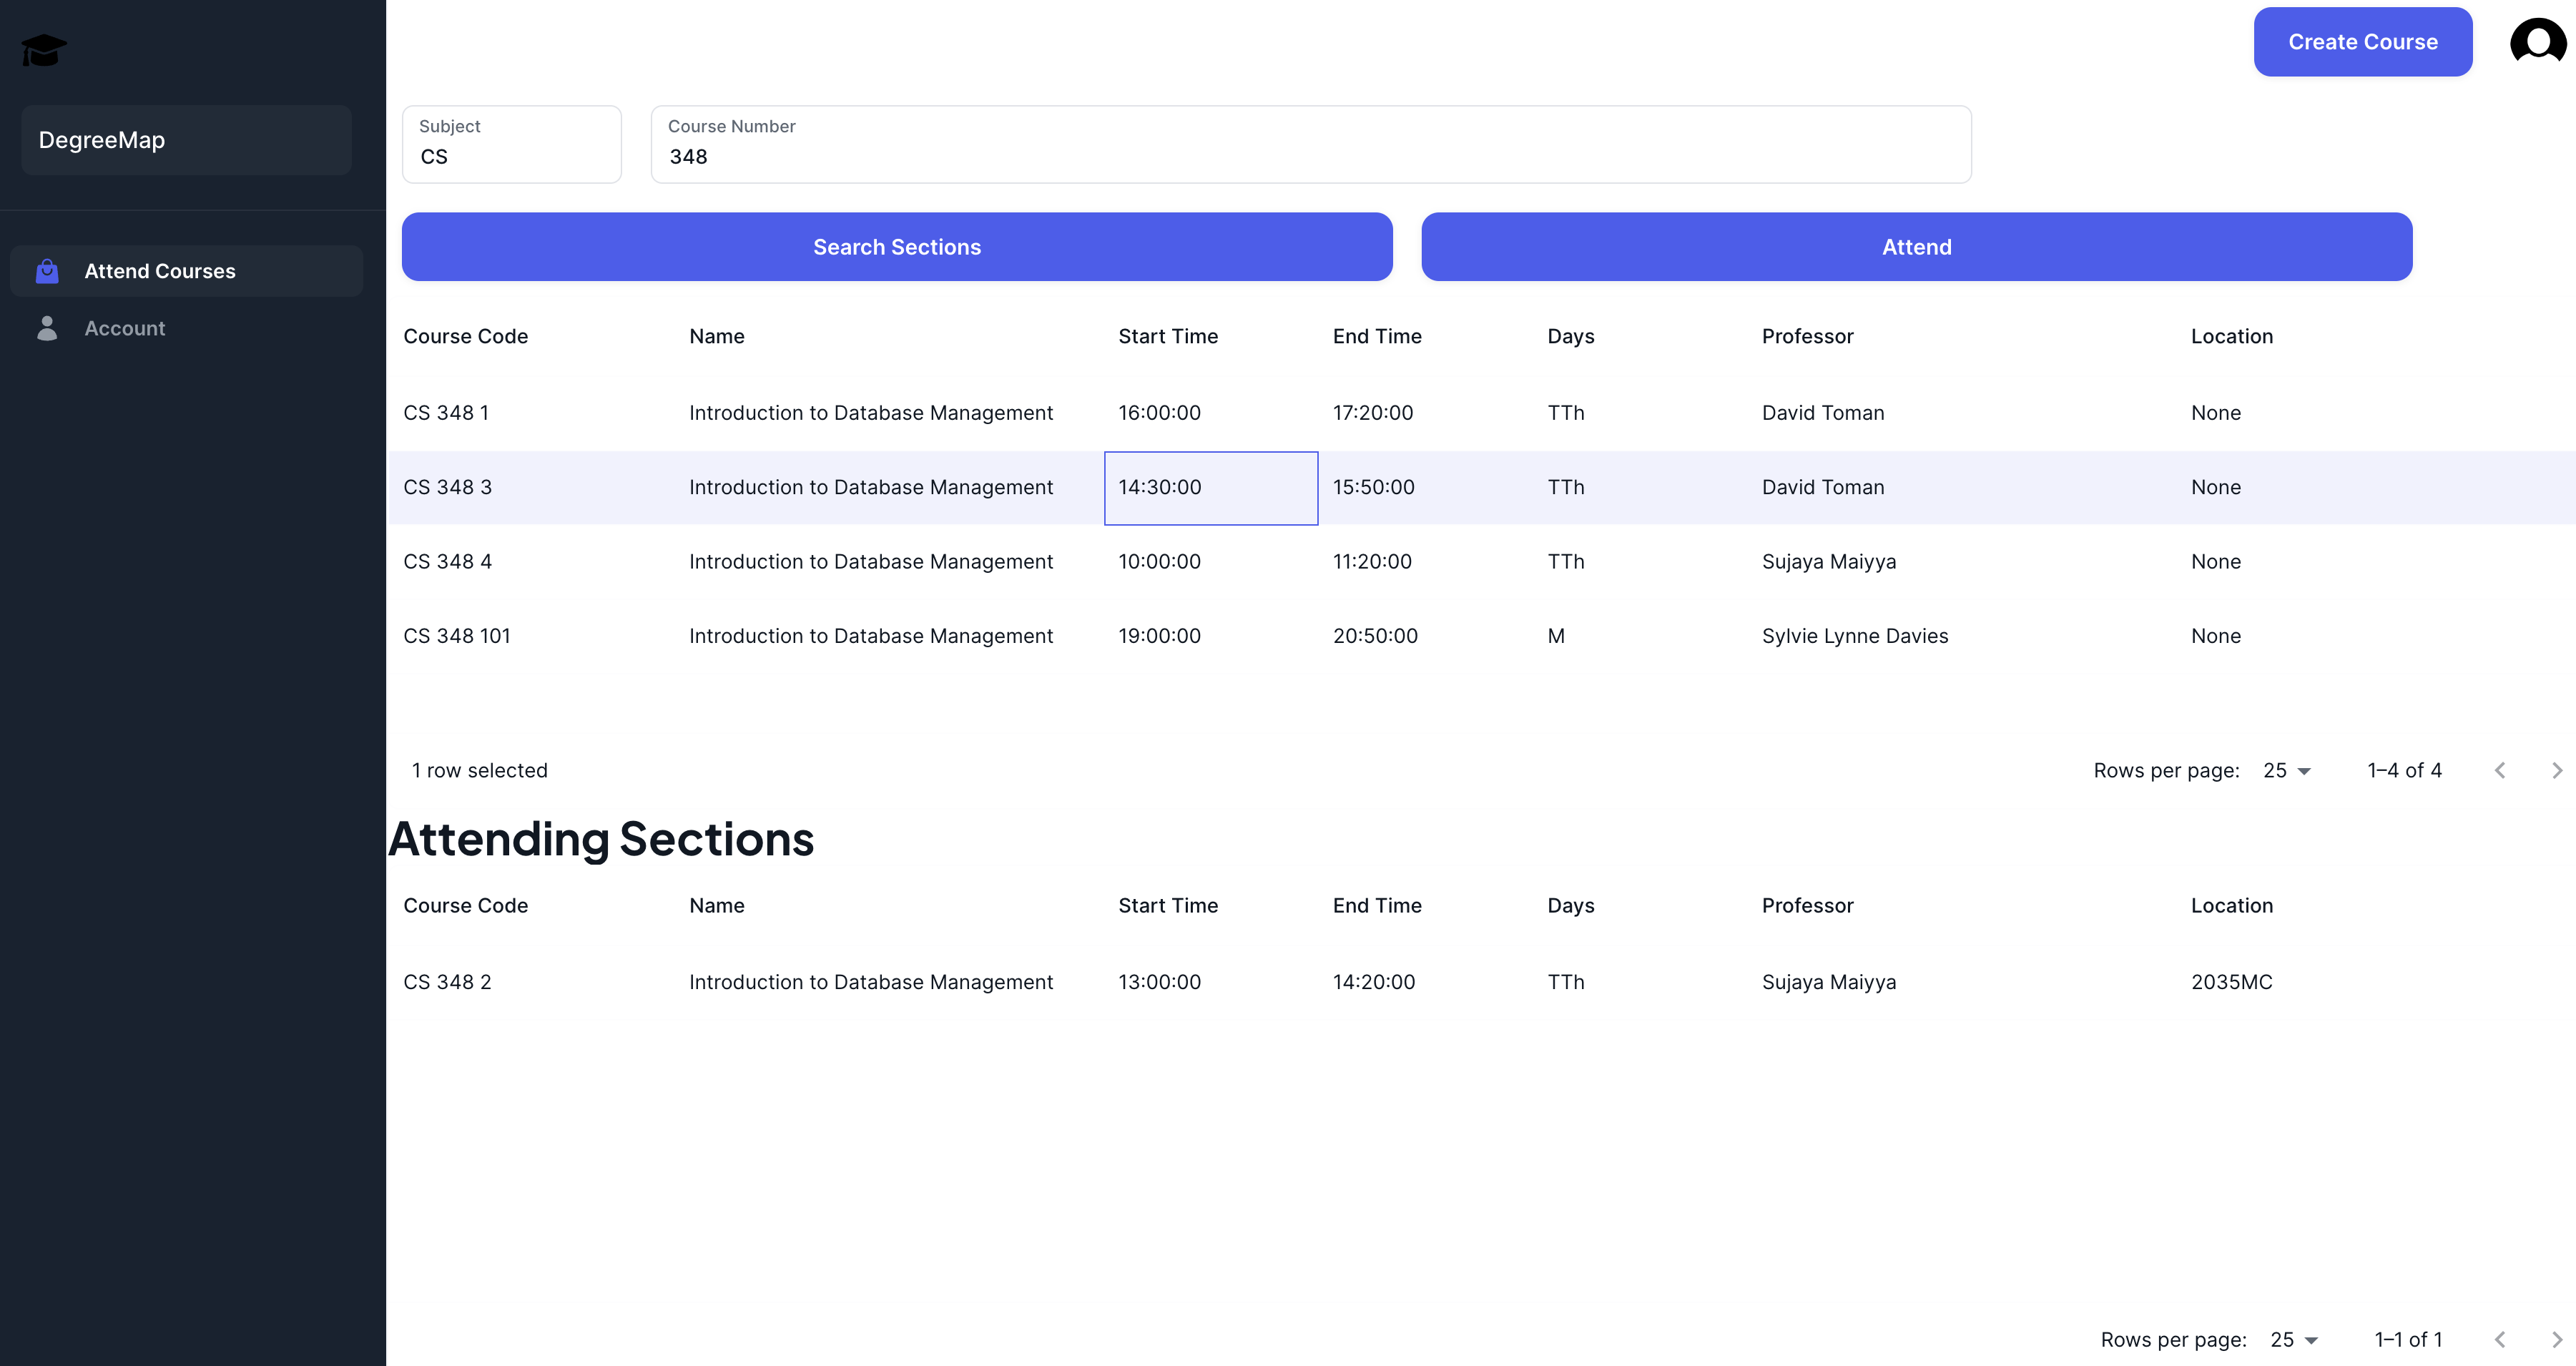 Create Course
DegreeMap
Attend Courses
Account
Subject
CS
Course Number
348
Search Sections
Attend
Course Code Name Start Time End Time Days Professor Location
CS 348 1 Introduction to Database Management 16:00:00 17:20:00 TTh David Toman None
CS 348 3 Introduction to Database Management 14:30:00 15:50:00 TTh David Toman None
CS 348 4 Introduction to Database Management 10:00:00 11:20:00 TTh Sujaya Maiyya None
CS 348 101 Introduction to Database Management 19:00:00 20:50:00 M Sylvie Lynne Davies None
1 row selected Rows per page: 25 1–4 of 4
Attending Sections
Course Code Name Start Time End Time Days Professor Location
CS 348 2 Introduction to Database Management 13:00:00 14:20:00 TTh Sujaya Maiyya 2035MC
Rows per page: 25 1–1 of 1